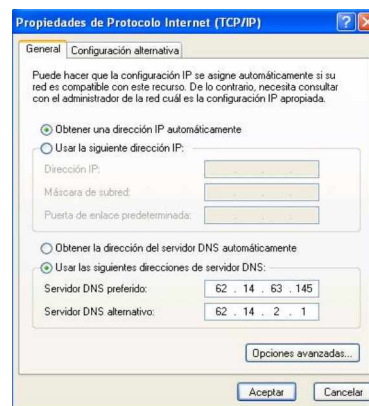 Propiedades de Protocolo Internet (TCP/IP)
General
Configuración alternativa
Puede hacer que la configuración IP se asigne automáticamente si su
red es compatible con este recurso. De lo contrario, necesita consultar
con el administrador de la red cuál es la configuración IP apropiada.
Obtener una dirección IP automáticamente
Usar la siguiente dirección IP:
Dirección IP:
Máscara de subred:
Puerta de enlace predeterminada:
Obtener la dirección del servidor DNS automáticamente
Usar las siguientes direcciones de servidor DNS:
Servidor DNS preferido: 62 . 14 . 63 . 145
Servidor DNS alternativo: 62 . 14 . 2 . 1
Opciones avanzadas...
Aceptar
Cancelar